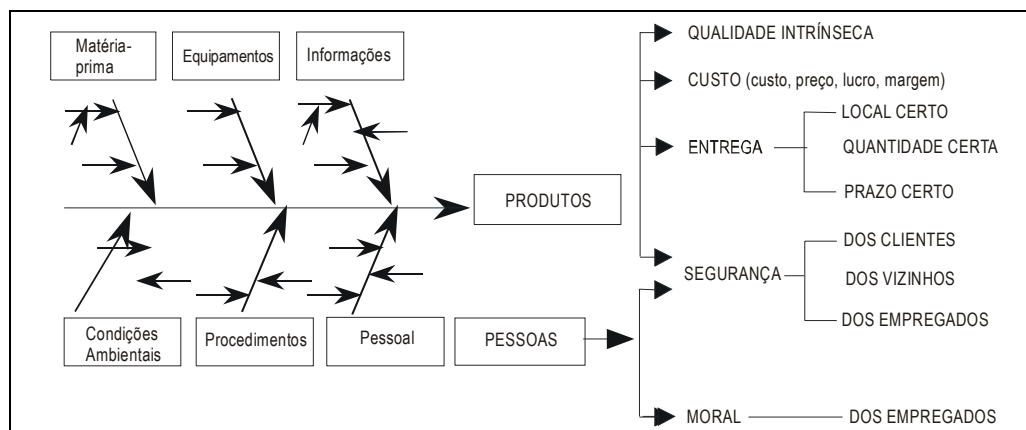 Matéria-
prima
Equipamentos
Informações
PRODUTOS
Condições
Ambientais
Procedimentos
Pessoal
PESSOAS
QUALIDADE INTRÍNSECA
CUSTO (custo, preço, lucro, margem)
ENTREGA
LOCAL CERTO
QUANTIDADE CERTA
PRAZO CERTO
SEGURANÇA
DOS CLIENTES
DOS VIZINHOS
DOS EMPREGADOS
MORAL
DOS EMPREGADOS